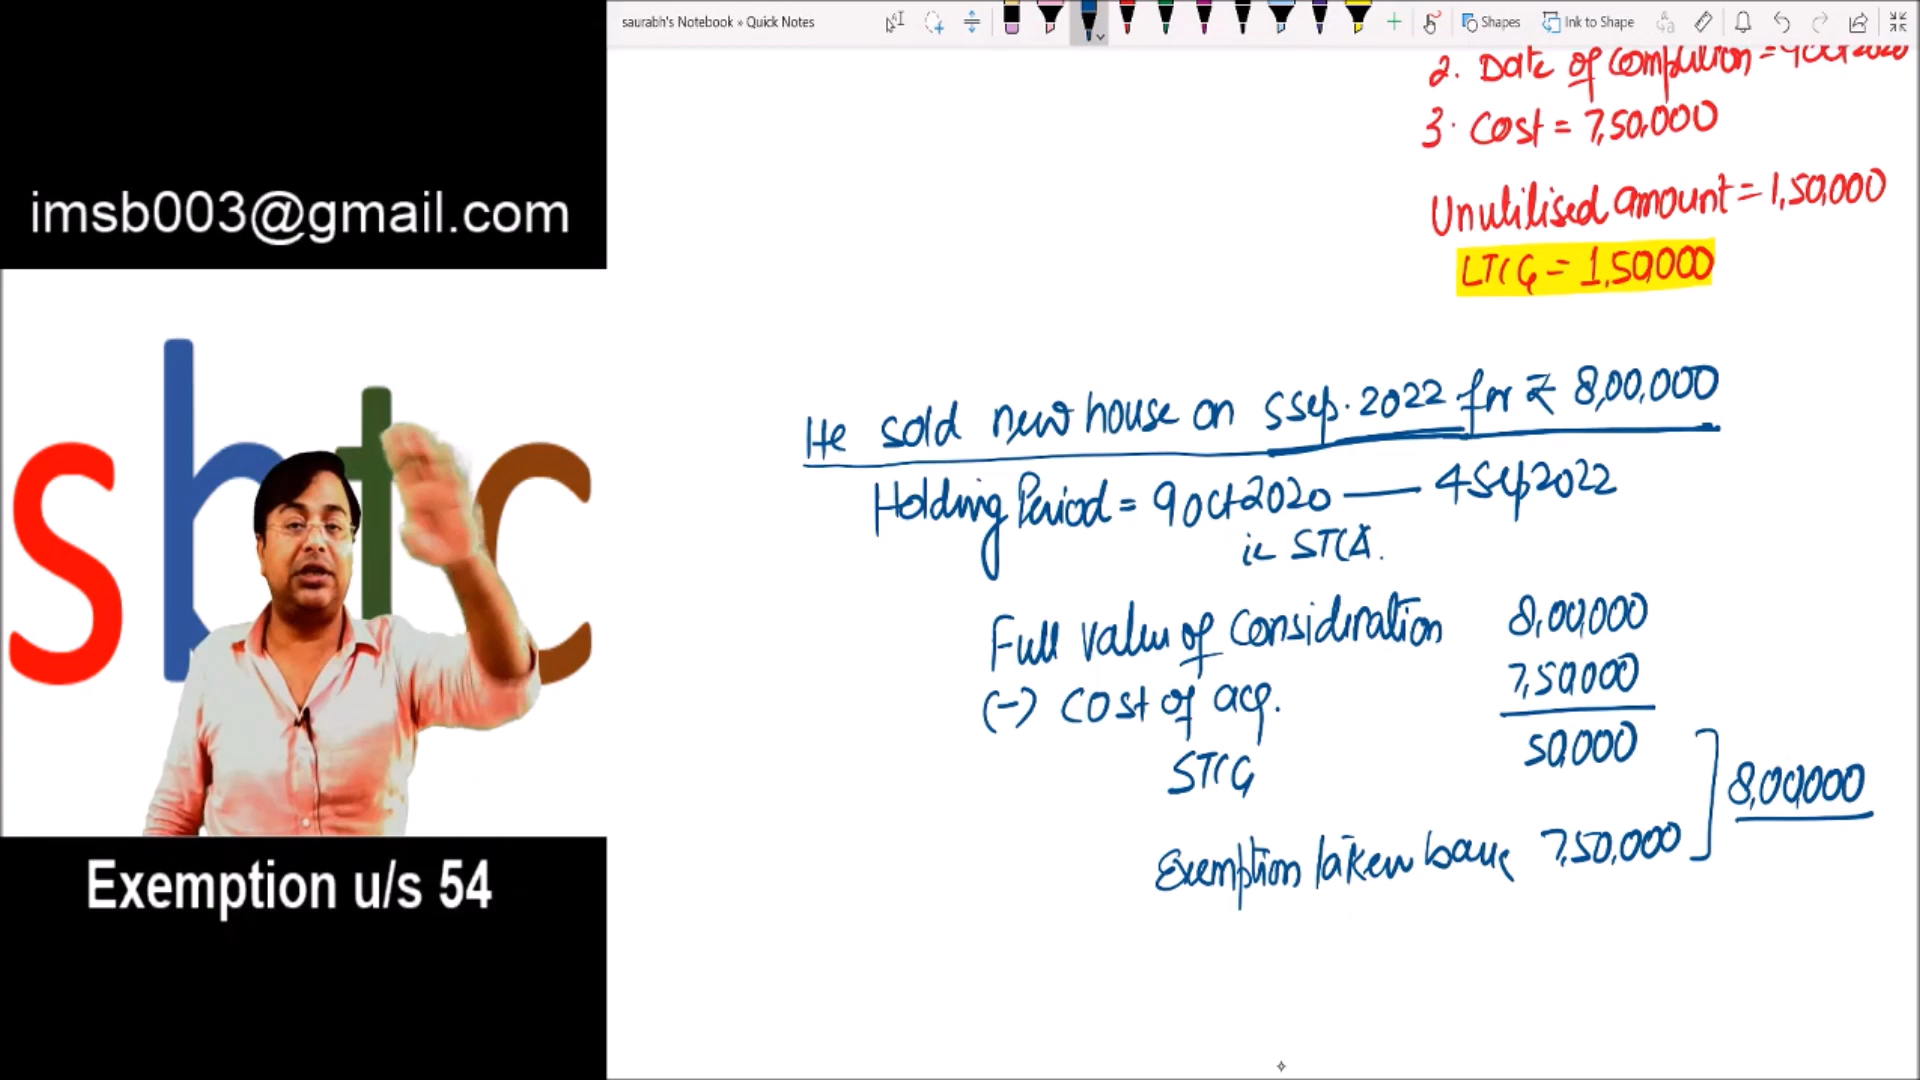 saurabh's Notebook » Quick Notes
Shapes
Ink to Shape
2. Date of completion = 9 Oct 2020
3. Cost = 7,50,000
Unutilised amount = 1,50,000
LTCG = 1,50,000
imsb003@gmail.com
sbtc
He sold new house on 5 Sep. 2022 for ₹ 8,00,000
Holding Period = 9 Oct 2020 — 4 Sep 2022
ie STCA.
Full value of consideration 8,00,000
(-) Cost of acq. 7,50,000
STCG 50,000
8,00,000
Exemption taken back 7,50,000
Exemption u/s 54